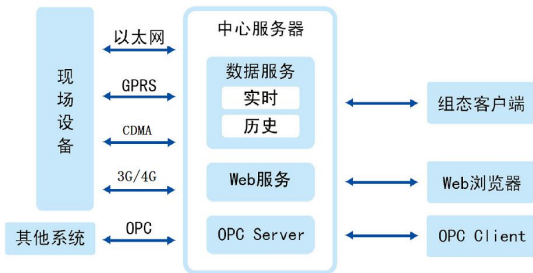 现场设备
其他系统
以太网
GPRS
CDMA
3G/4G
OPC
中心服务器
数据服务
实时
历史
Web服务
OPC Server
组态客户端
Web浏览器
OPC Client